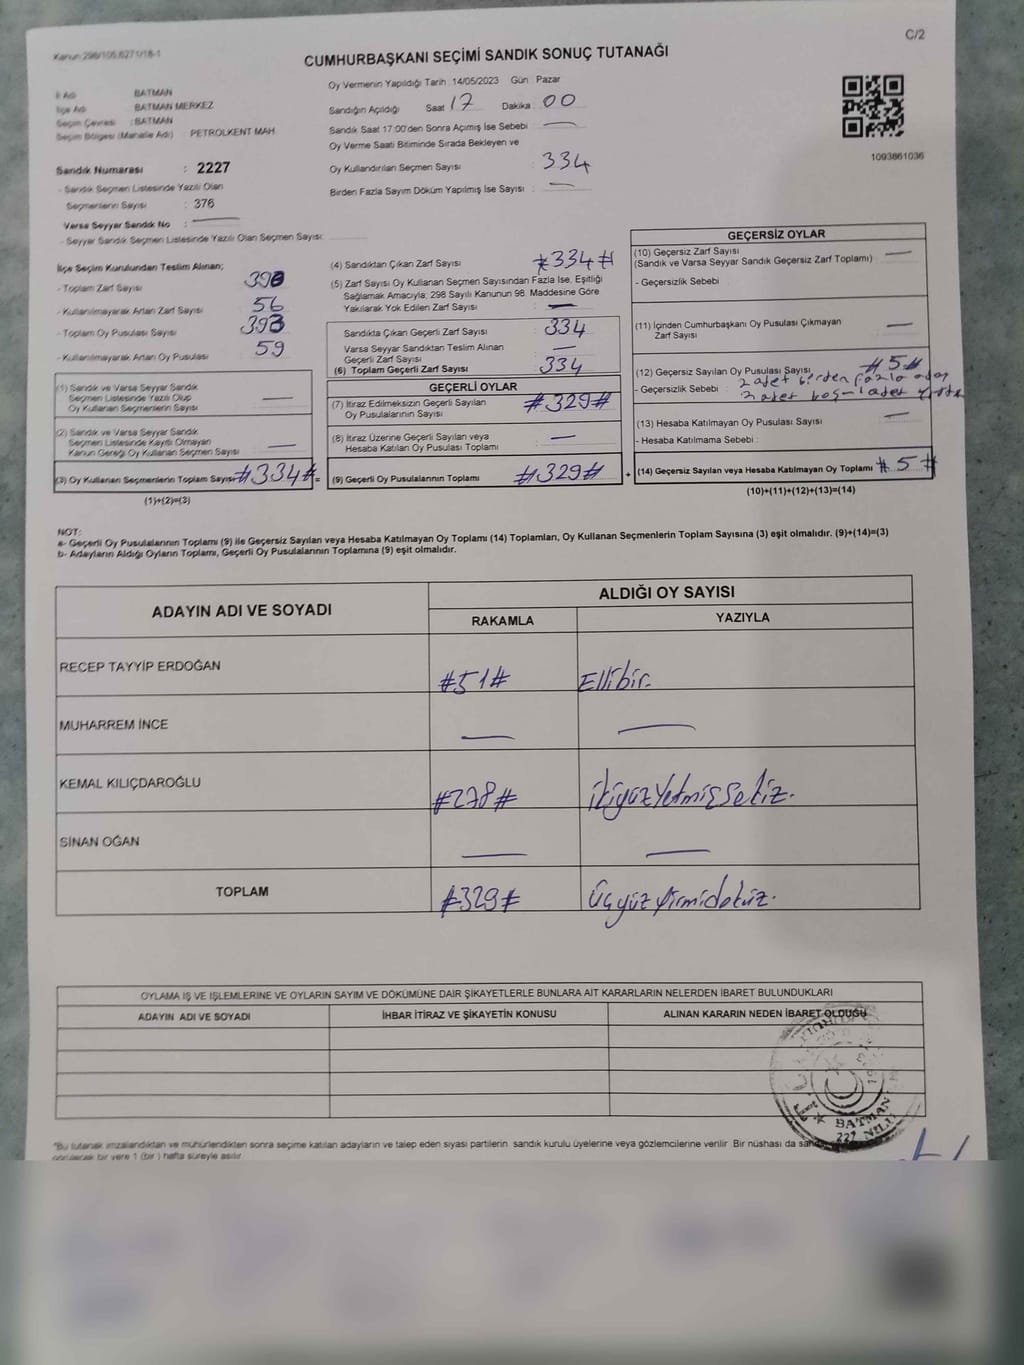 Kanun:298/105,6271/18-1
C/2
CUMHURBAŞKANI SEÇİMİ SANDIK SONUÇ TUTANAĞI
İl Adı BATMAN
İlçe Adı BATMAN MERKEZ
Seçim Çevresi : BATMAN
Seçim Bölgesi (Mahalle Adı) : PETROLKENT MAH.
Sandık Numarası : 2227
- Sandık Seçmen Listesinde Yazılı Olan
Seçmenlerin Sayısı : 376
Varsa Seyyar Sandık No : —
- Seyyar Sandık Seçmen Listesinde Yazılı Olan Seçmen Sayısı:
Oy Vermenin Yapıldığı Tarih : 14/05/2023 Gün Pazar
Sandığın Açıldığı Saat 17 Dakika : 00
Sandık Saat 17:00'den Sonra Açılmış İse Sebebi : —
Oy Verme Saati Bitiminde Sırada Bekleyen ve
Oy Kullandırılan Seçmen Sayısı : 334
Birden Fazla Sayım Döküm Yapılmış İse Sayısı : —
1093861036
İlçe Seçim Kurulundan Teslim Alınan;
- Toplam Zarf Sayısı
- Kullanılmayarak Artan Zarf Sayısı 56
- Toplam Oy Pusulası Sayısı 393
- Kullanılmayarak Artan Oy Pusulası 59
(1) Sandık ve Varsa Seyyar Sandık
Seçmen Listesinde Yazılı Olup
Oy Kullanan Seçmenlerin Sayısı —
(2) Sandık ve Varsa Seyyar Sandık
Seçmen Listesinde Kayıtlı Olmayan
Kanun Gereği Oy Kullanan Seçmen Sayısı —
(3) Oy Kullanan Seçmenlerin Toplam Sayısı #334# =
(1)+(2)=(3)
(4) Sandıktan Çıkan Zarf Sayısı #334#
(5) Zarf Sayısı Oy Kullanan Seçmen Sayısından Fazla İse, Eşitliği
Sağlamak Amacıyla; 298 Sayılı Kanunun 98. Maddesine Göre
Yakılarak Yok Edilen Zarf Sayısı —
Sandıkta Çıkan Geçerli Zarf Sayısı 334
Varsa Seyyar Sandıktan Teslim Alınan
Geçerli Zarf Sayısı —
(6) Toplam Geçerli Zarf Sayısı 334
GEÇERLİ OYLAR
(7) İtiraz Edilmeksizin Geçerli Sayılan
Oy Pusulalarının Sayısı #329#
(8) İtiraz Üzerine Geçerli Sayılan veya
Hesaba Katılan Oy Pusulası Toplamı —
(9) Geçerli Oy Pusulalarının Toplamı #329# +
GEÇERSİZ OYLAR
(10) Geçersiz Zarf Sayısı
(Sandık ve Varsa Seyyar Sandık Geçersiz Zarf Toplamı) —
- Geçersizlik Sebebi :
(11) İçinden Cumhurbaşkanı Oy Pusulası Çıkmayan
Zarf Sayısı —
(12) Geçersiz Sayılan Oy Pusulası Sayısı #5#
- Geçersizlik Sebebi : 2 adet birden fazla
2 adet boş 1 adet
(13) Hesaba Katılmayan Oy Pusulası Sayısı —
- Hesaba Katılmama Sebebi :
(14) Geçersiz Sayılan veya Hesaba Katılmayan Oy Toplamı #5#
(10)+(11)+(12)+(13)=(14)
NOT:
a- Geçerli Oy Pusulalarının Toplamı (9) ile Geçersiz Sayılan veya Hesaba Katılmayan Oy Toplamı (14) Toplamları, Oy Kullanan Seçmenlerin Toplam Sayısına (3) eşit olmalıdır. (9)+(14)=(3)
b- Adayların Aldığı Oyların Toplamı, Geçerli Oy Pusulalarının Toplamına (9) eşit olmalıdır.
ADAYIN ADI VE SOYADI
ALDIĞI OY SAYISI
RAKAMLA YAZIYLA
RECEP TAYYİP ERDOĞAN #51# Ellibir.
MUHARREM İNCE — —
KEMAL KILIÇDAROĞLU #278# ikiyüzyetmişsekiz.
SİNAN OĞAN — —
TOPLAM #329# Üçyüzyirmidokuz.
OYLAMA İŞ VE İŞLEMLERİNE VE OYLARIN SAYIM VE DÖKÜMÜNE DAİR ŞİKAYETLERLE BUNLARA AİT KARARLARIN NELERDEN İBARET BULUNDUKLARI
ADAYIN ADI VE SOYADI İHBAR İTİRAZ VE ŞİKAYETİN KONUSU ALINAN KARARIN NEDEN İBARET OLDUĞU
BATMAN
*Bu tutanak imzalandıktan ve mühürlendikten sonra seçime katılan adayların ve talep eden siyasi partilerin sandık kurulu üyelerine veya gözlemcilerine verilir. Bir nüshası da
görülecek bir yere 1 (bir) hafta süreyle asılır.